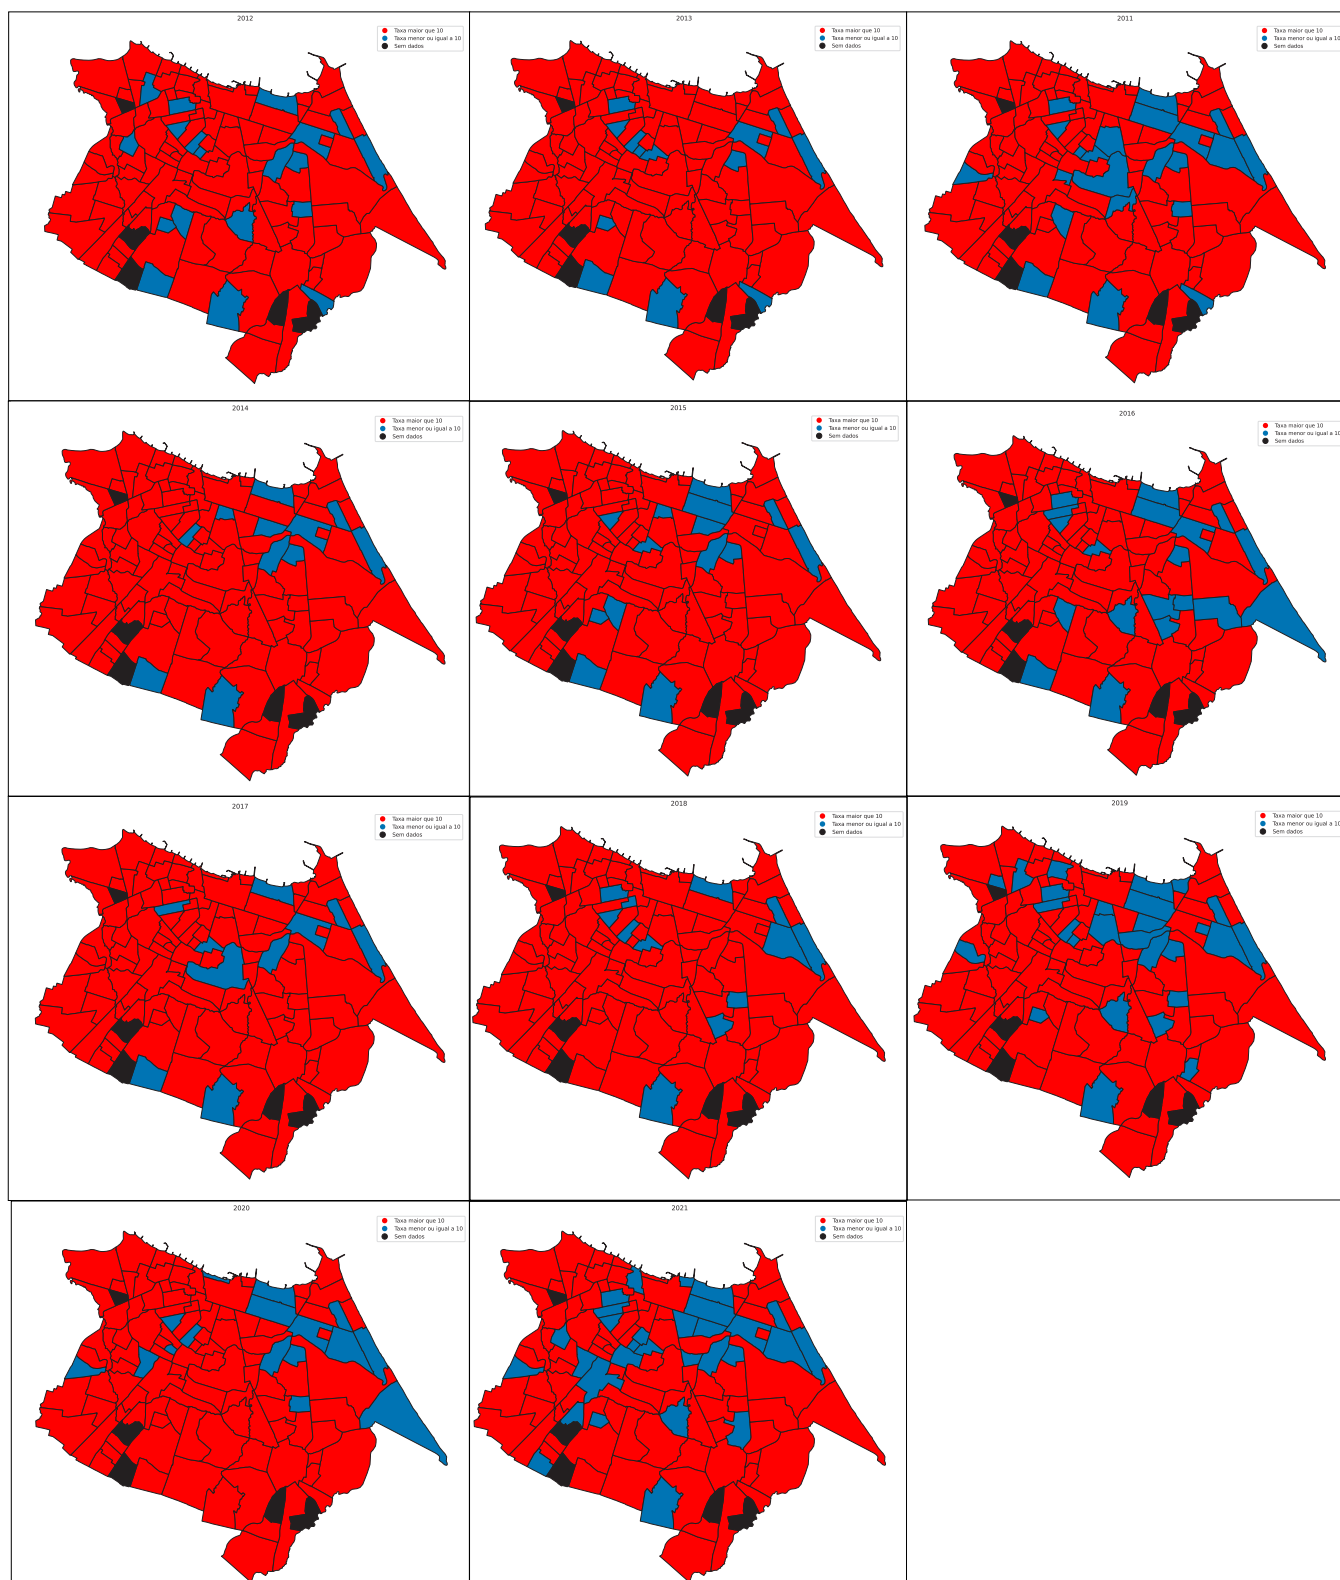 2012
Taxa maior que 10
Taxa menor ou igual a 10
Sem dados
2013
Taxa maior que 10
Taxa menor ou igual a 10
Sem dados
2011
Taxa maior que 10
Taxa menor ou igual a 10
Sem dados
2014
Taxa maior que 10
Taxa menor ou igual a 10
Sem dados
2015
Taxa maior que 10
Taxa menor ou igual a 10
Sem dados
2016
Taxa maior que 10
Taxa menor ou igual a 10
Sem dados
2017
Taxa maior que 10
Taxa menor ou igual a 10
Sem dados
2018
Taxa maior que 10
Taxa menor ou igual a 10
Sem dados
2019
Taxa maior que 10
Taxa menor ou igual a 10
Sem dados
2020
Taxa maior que 10
Taxa menor ou igual a 10
Sem dados
2021
Taxa maior que 10
Taxa menor ou igual a 10
Sem dados